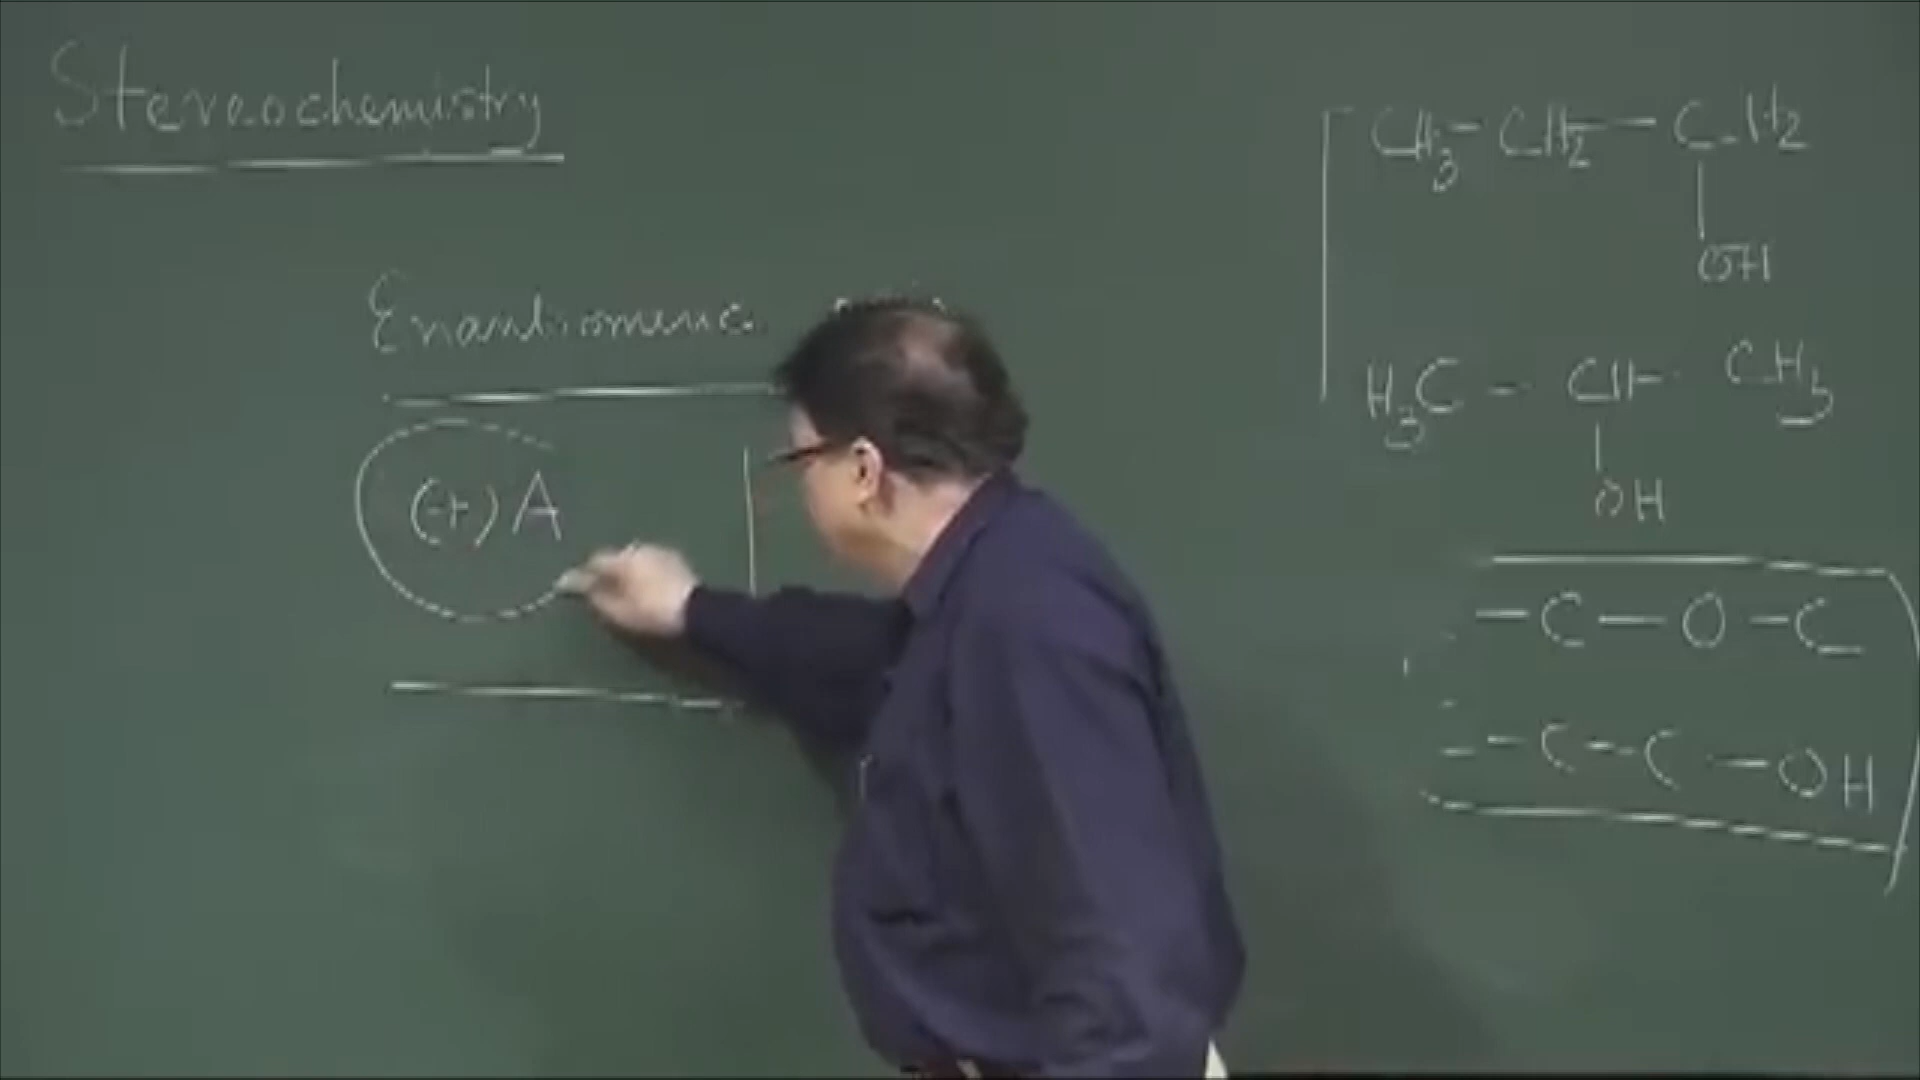 Stereochemistry
Enantiomeric
(+) A
CH3 - CH2 - CH2
OH
H3C - CH - CH3
OH
- C - O - C
- C - C - OH